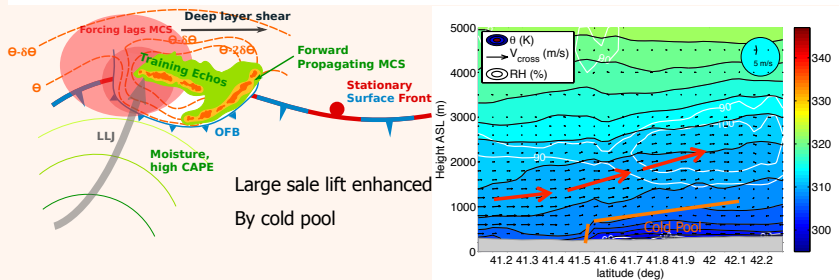 Deep layer shear
Forcing lags MCS
Θ-δΘ
Θ-δΘ
Θ-2δΘ
Training Echos
Forward
Propagating MCS
Θ
Stationary
Surface Front
LLJ
OFB
Moisture,
high CAPE
Large sale lift enhanced
By cold pool
5000
4000
3000
2000
1000
0
Height ASL (m)
θ (K)
Vcross (m/s)
RH (%)
5 m/s
90
90
Cold Pool
41.2 41.3 41.4 41.5 41.6 41.7 41.8 41.9 42 42.1 42.2
latitude (deg)
340
330
320
310
300